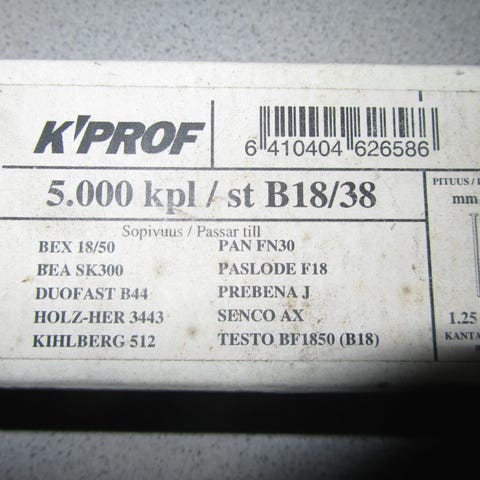 K'PROF
6 410404 626586
5.000 kpl / st B18/38
Sopivuus / Passar till
BEX 18/50
BEA SK300
DUOFAST B44
HOLZ-HER 3443
KIHLBERG 512
PAN FN30
PASLODE F18
PREBENA J
SENCO AX
TESTO BF1850 (B18)
PITUUS /
mm
1.25